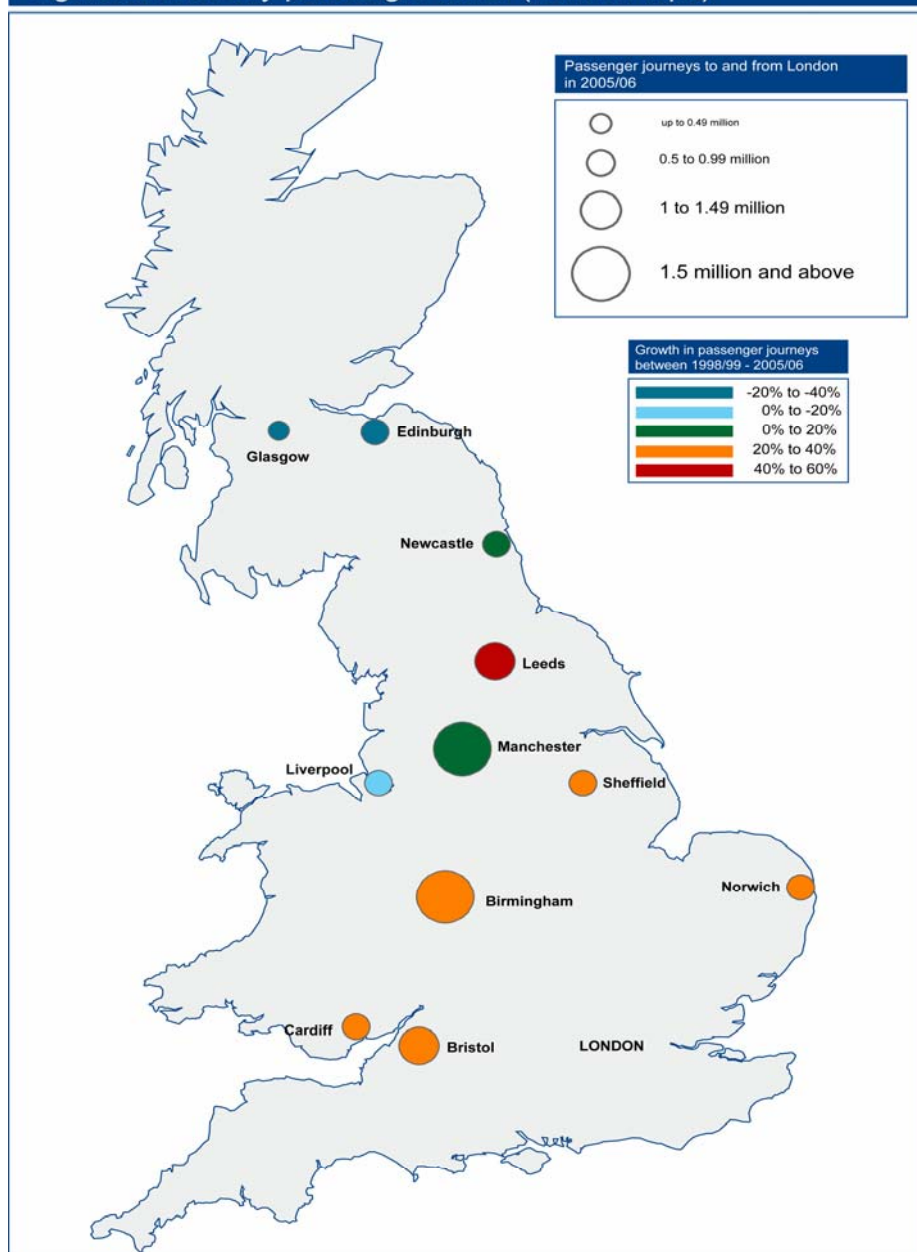 Passenger journeys to and from London
in 2005/06
up to 0.49 million
0.5 to 0.99 million
1 to 1.49 million
1.5 million and above
Growth in passenger journeys
between 1998/99 - 2005/06
-20% to -40%
0% to -20%
0% to 20%
20% to 40%
40% to 60%
Edinburgh
Glasgow
Newcastle
Leeds
Manchester
Liverpool
Sheffield
Norwich
Birmingham
Cardiff
Bristol
LONDON